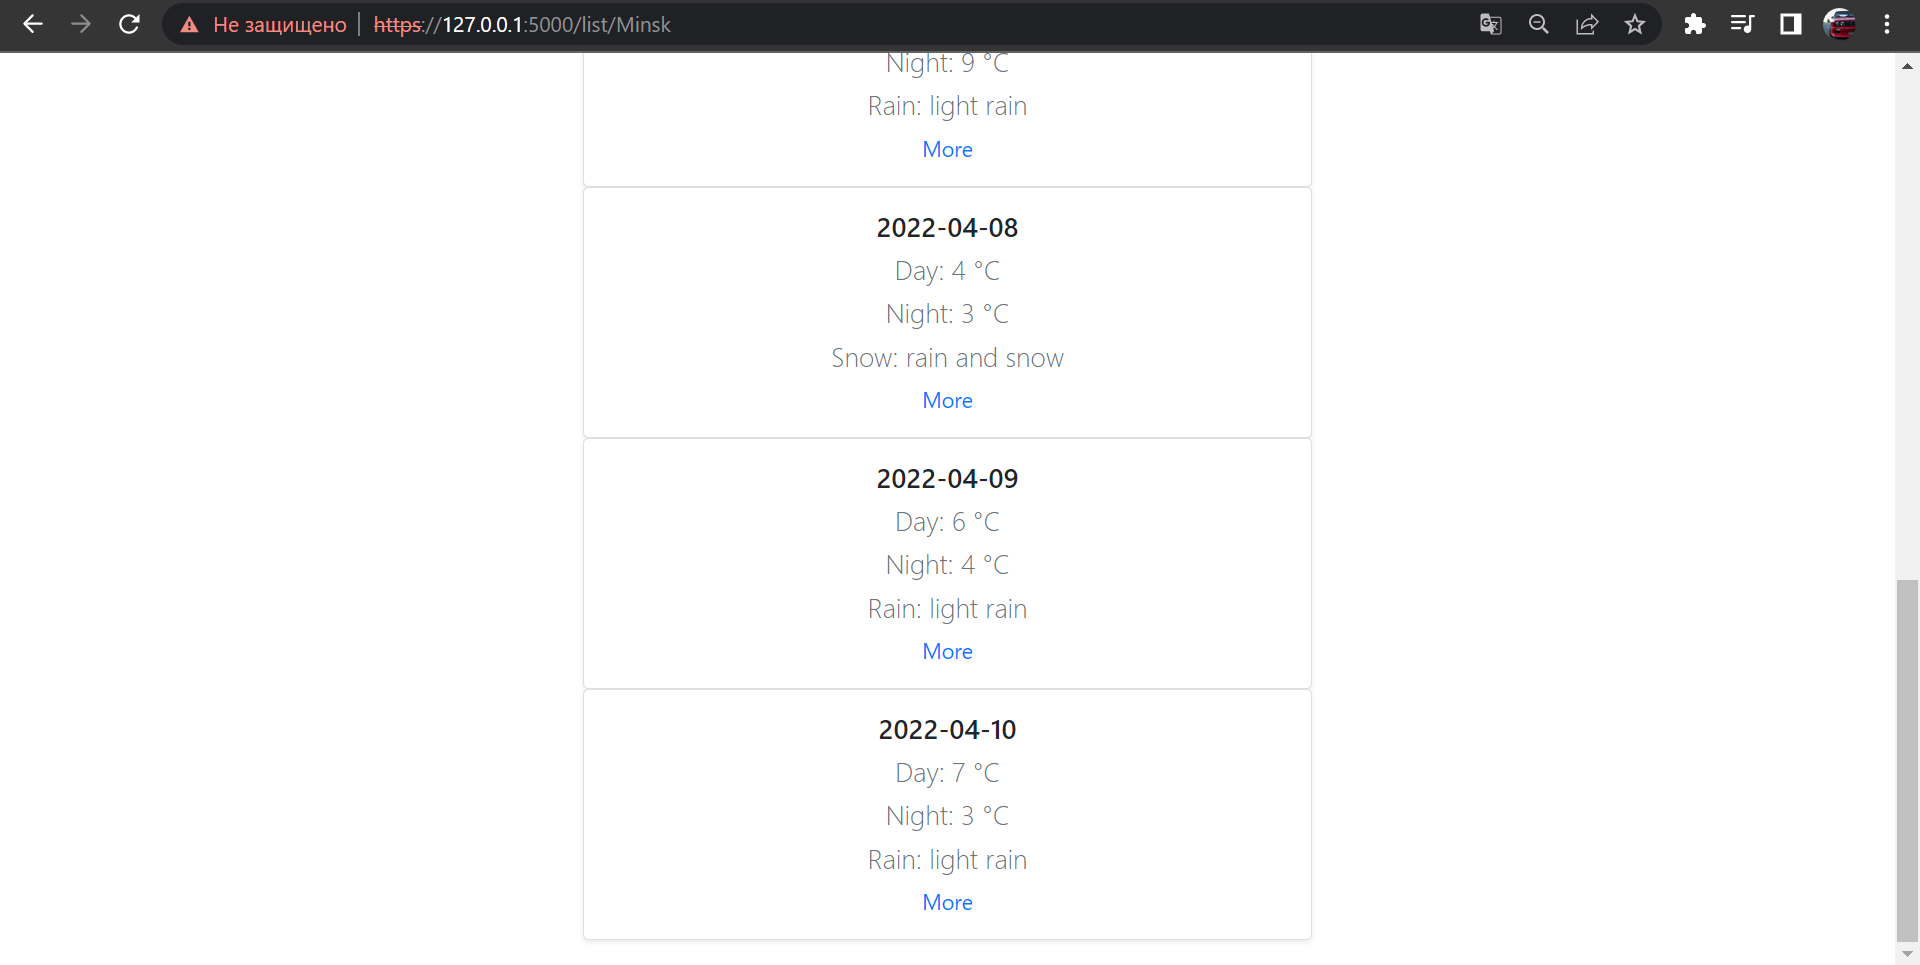 Не защищено https://127.0.0.1:5000/list/Minsk
Night: 9 °C
Rain: light rain
More
2022-04-08
Day: 4 °C
Night: 3 °C
Snow: rain and snow
More
2022-04-09
Day: 6 °C
Night: 4 °C
Rain: light rain
More
2022-04-10
Day: 7 °C
Night: 3 °C
Rain: light rain
More